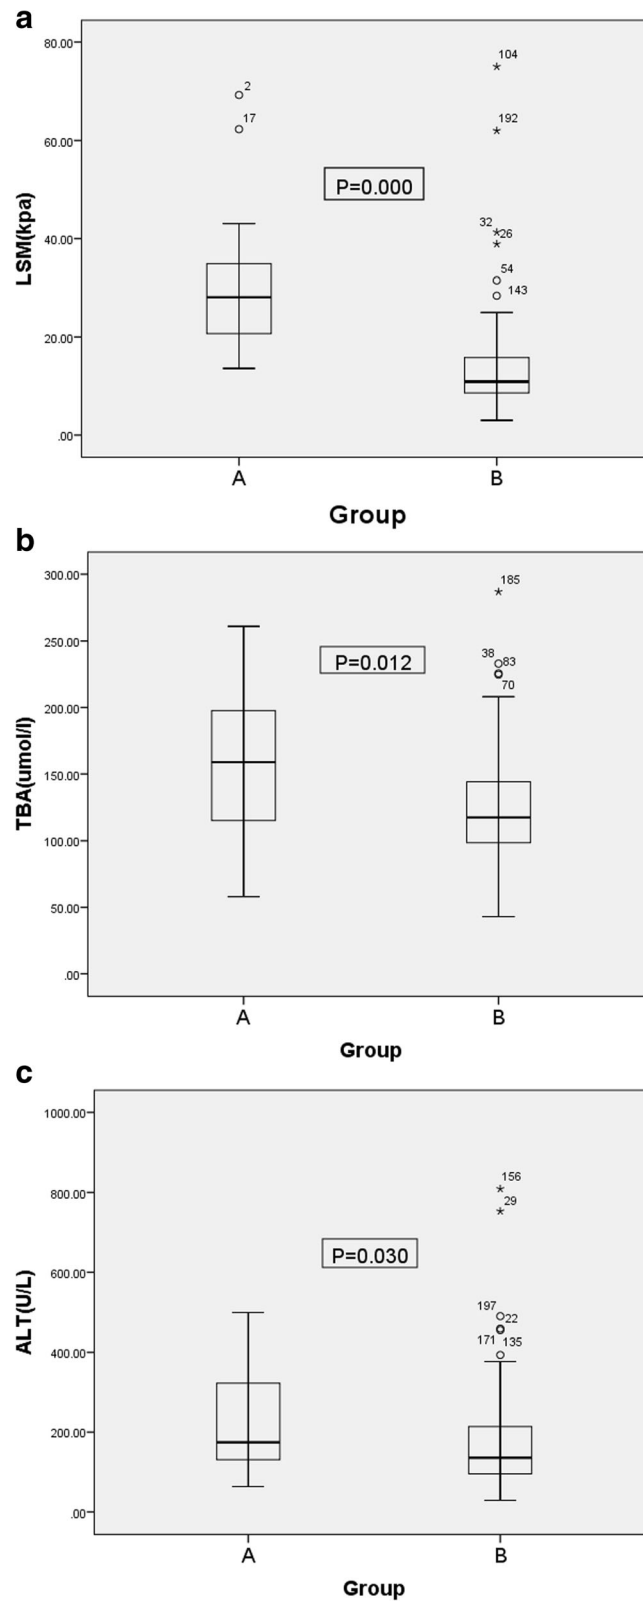 a
80.00
104
2
192
17
60.00
P=0.000
LSM(kpa)
32
26
40.00
54
143
20.00
.00
A B
Group
b
300.00
185
250.00
P=0.012
38
83
70
200.00
TBA(umol/l)
150.00
100.00
50.00
.00
A B
Group
c
1000.00
156
800.00
29
P=0.030
600.00
ALT(U/L)
197
22
171
135
400.00
200.00
.00
A B
Group